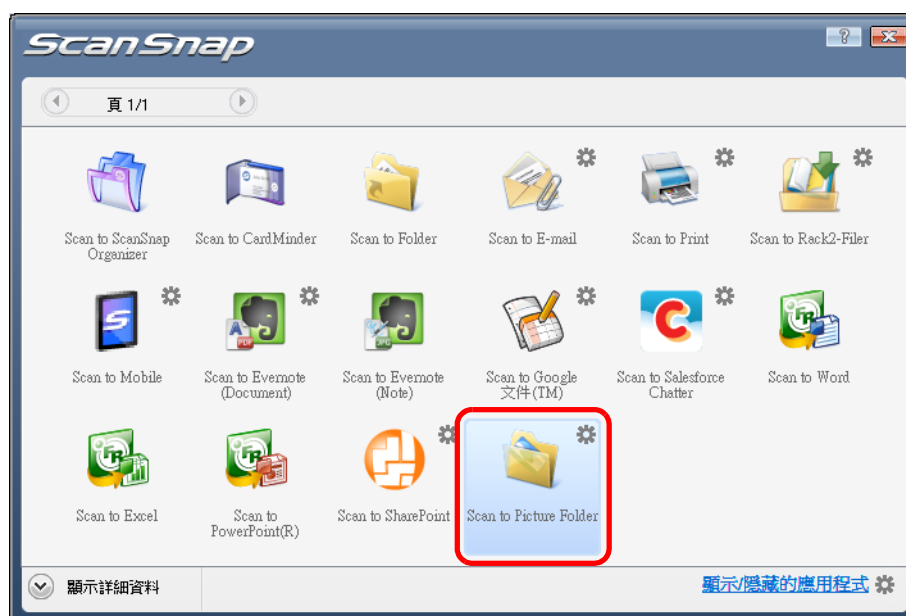 ScanSnap
頁 1/1
Scan to ScanSnap
Organizer
Scan to CardMinder
Scan to Folder
Scan to E-mail
Scan to Print
Scan to Rack2-Filer
Scan to Mobile
Scan to Evernote
(Document)
Scan to Evernote
(Note)
Scan to Google
文件(TM)
Scan to Salesforce
Chatter
Scan to Word
Scan to Excel
Scan to
PowerPoint(R)
Scan to SharePoint
Scan to Picture Folder
顯示詳細資料
顯示/隱藏的應用程式